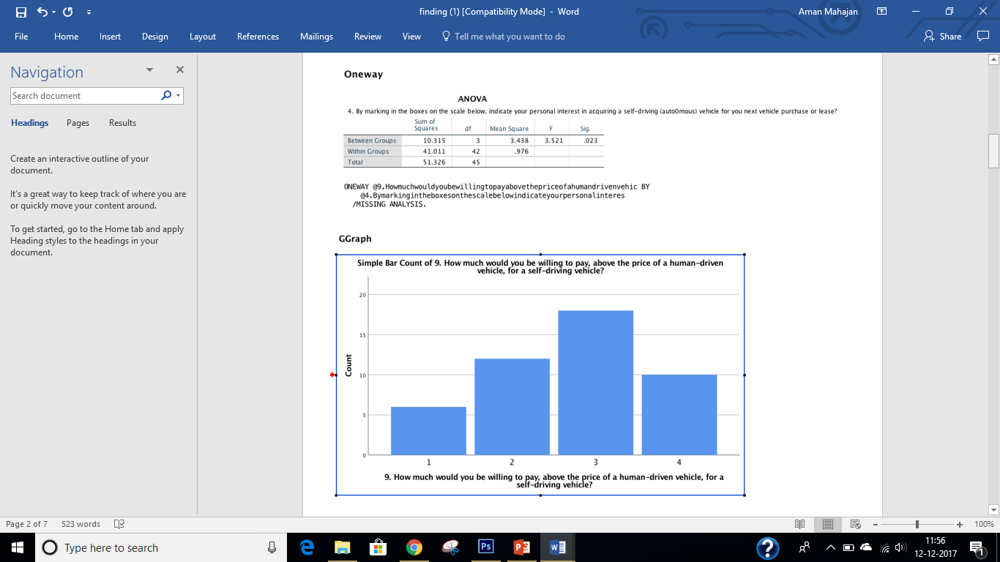 finding (1) [Compatibility Mode] - Word
Aman Mahajan
File Home Insert Design Layout References Mailings Review View Tell me what you want to do Share
Navigation
Search document
Headings Pages Results
Create an interactive outline of your
document.
It's a great way to keep track of where you are
or quickly move your content around.
To get started, go to the Home tab and apply
Heading styles to the headings in your
document.
Oneway
ANOVA
4. By marking in the boxes on the scale below, indicate your personal interest in acquiring a self-driving (auto0mous) vehicle for you next vehicle purchase or lease?
Sum of
Squares df Mean Square F Sig.
Between Groups 10.315 3 3.438 3.521 .023
Within Groups 41.011 42 .976
Total 51.326 45
ONEWAY @9.Howmuchwouldyoubewillingtopayabovethepriceofahumandrivenvehic BY
@4.Bymarkingintheboxesonthescalebelowindicateyourpersonalinteres
/MISSING ANALYSIS.
GGraph
Simple Bar Count of 9. How much would you be willing to pay, above the price of a human-driven
vehicle, for a self-driving vehicle?
20
15
10
5
0
Count
1 2 3 4
9. How much would you be willing to pay, above the price of a human-driven vehicle, for a
self-driving vehicle?
Page 2 of 7 523 words
100%
Type here to search
Ps
11:56
12-12-2017
1